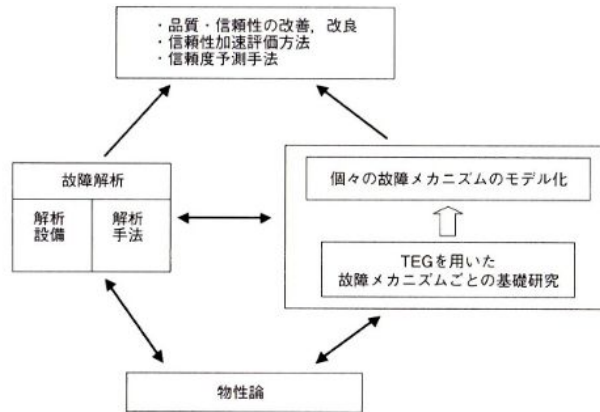 ・品質・信頼性の改善，改良
・信頼性加速評価方法
・信頼度予測手法
故障解析
解析
設備
解析
手法
個々の故障メカニズムのモデル化
TEGを用いた
故障メカニズムごとの基礎研究
物性論